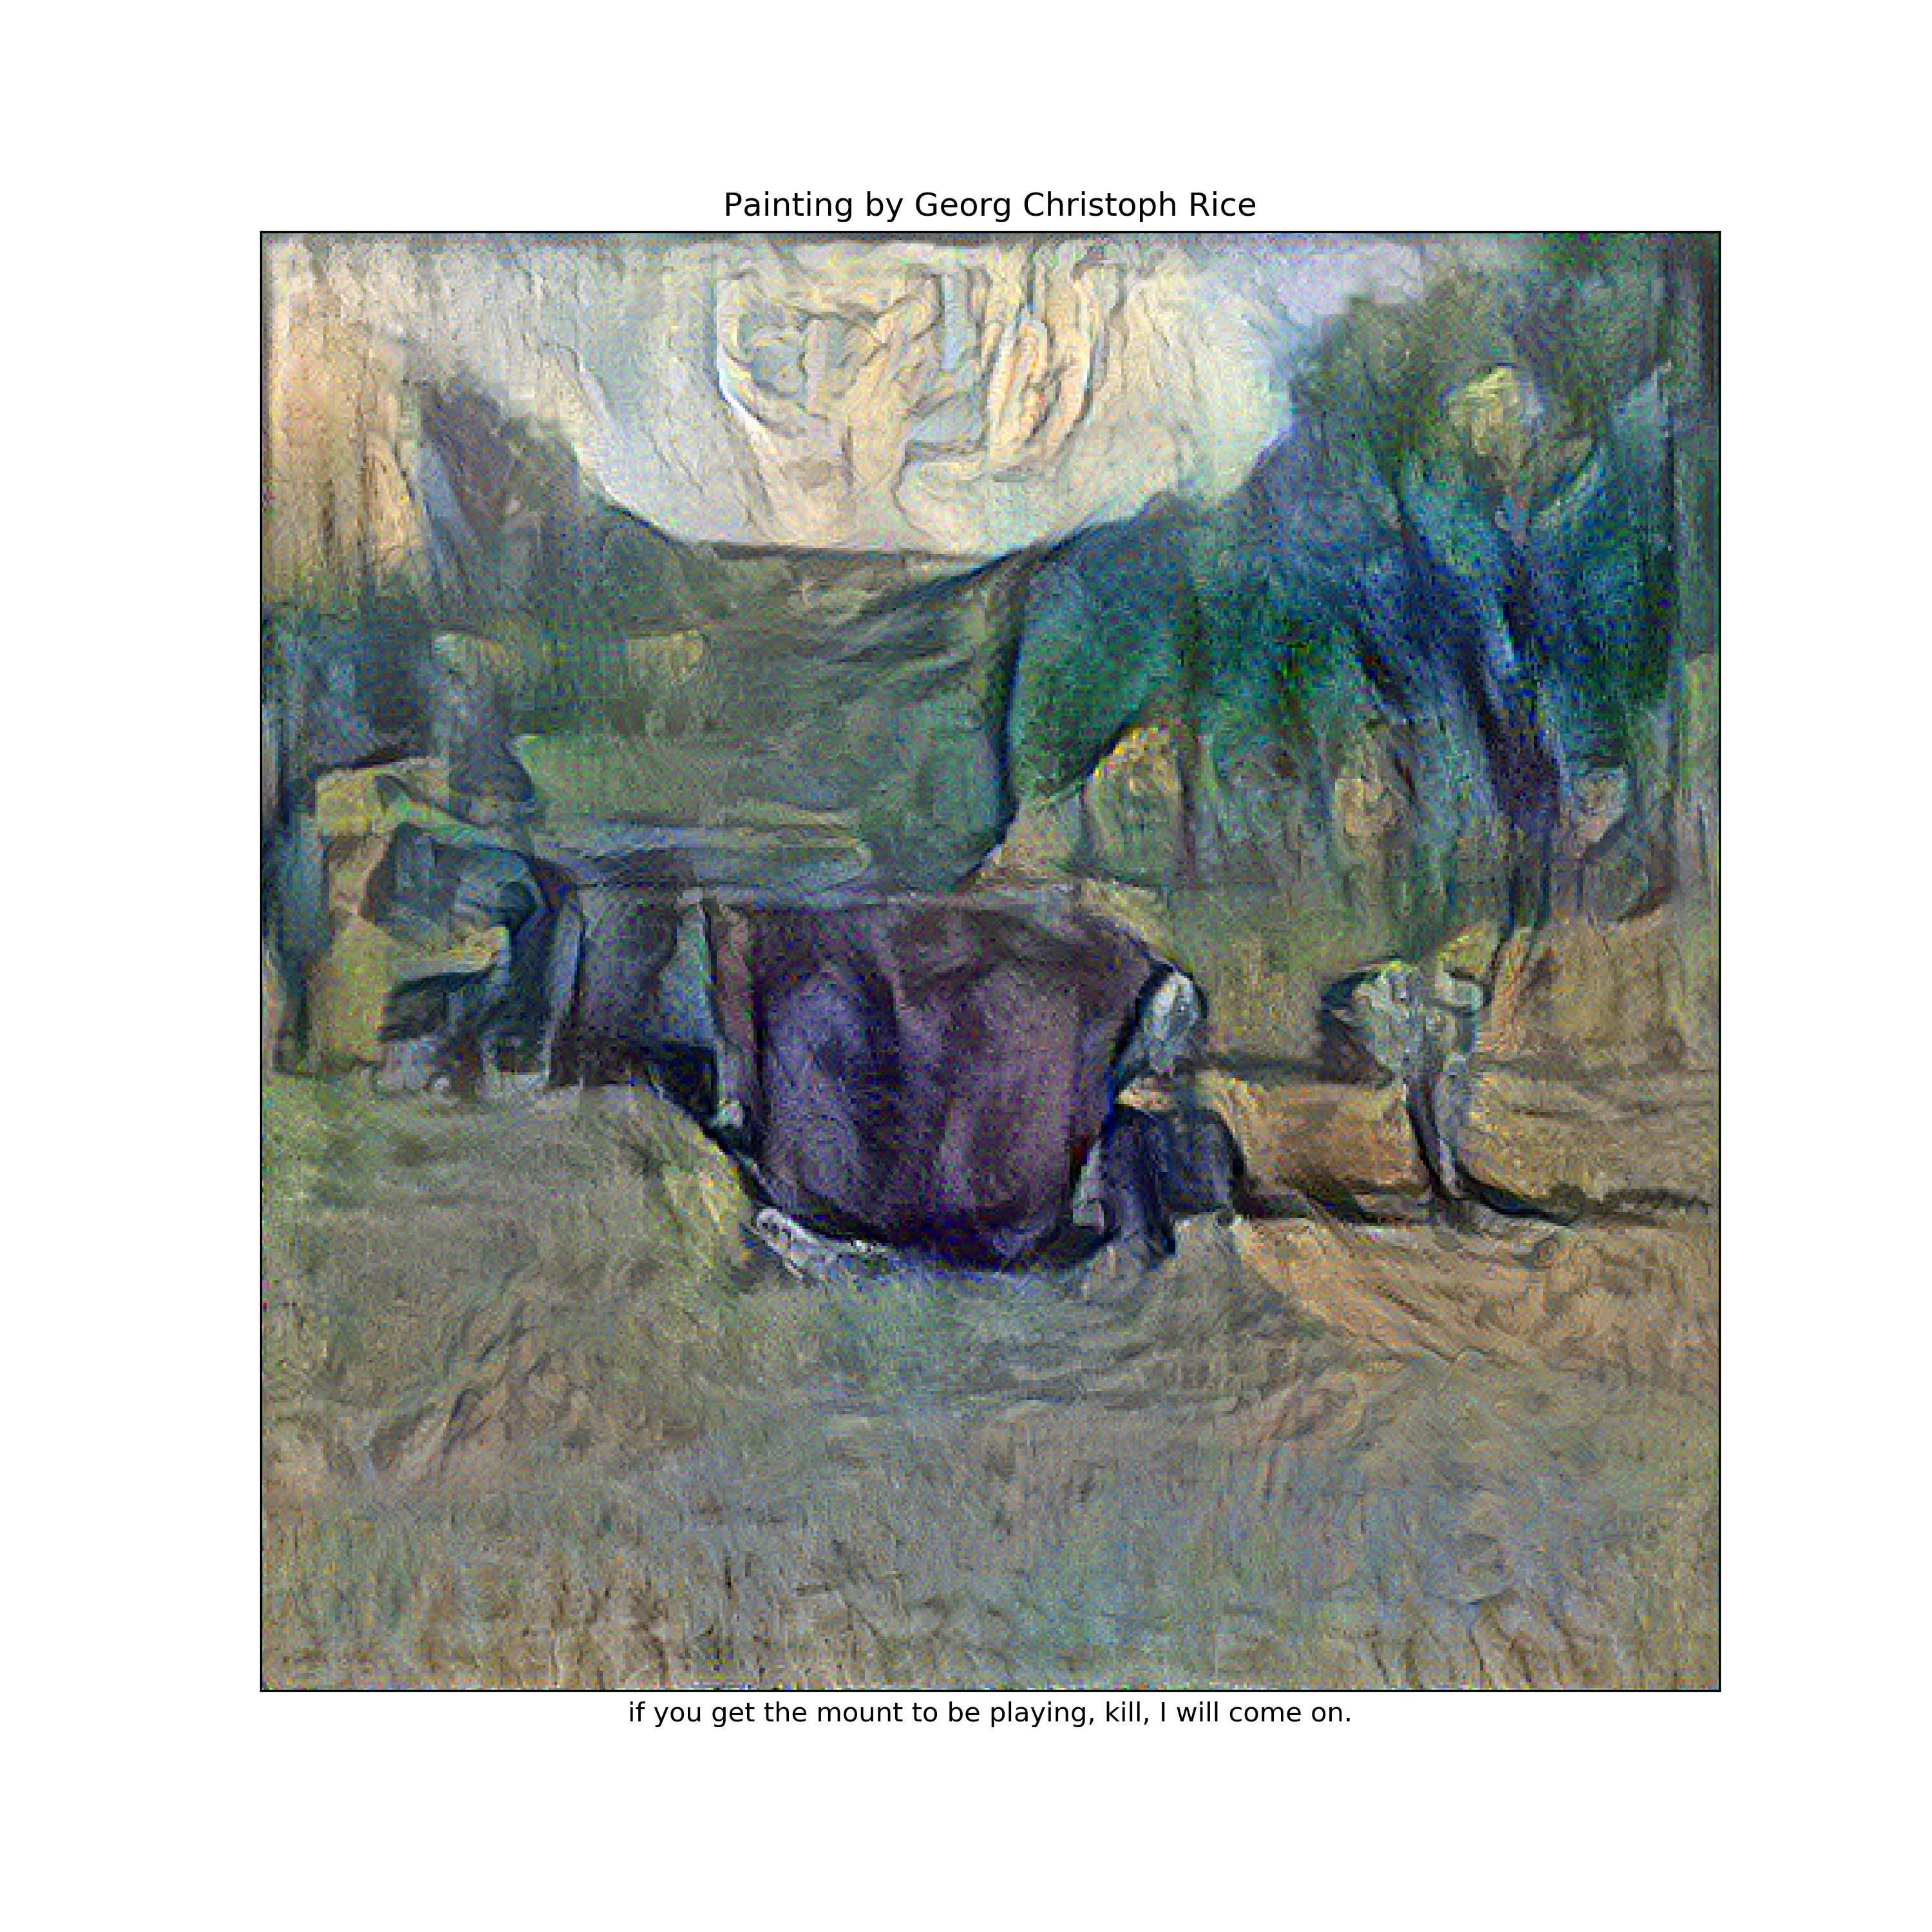 Painting by Georg Christoph Rice
if you get the mount to be playing, kill, I will come on.